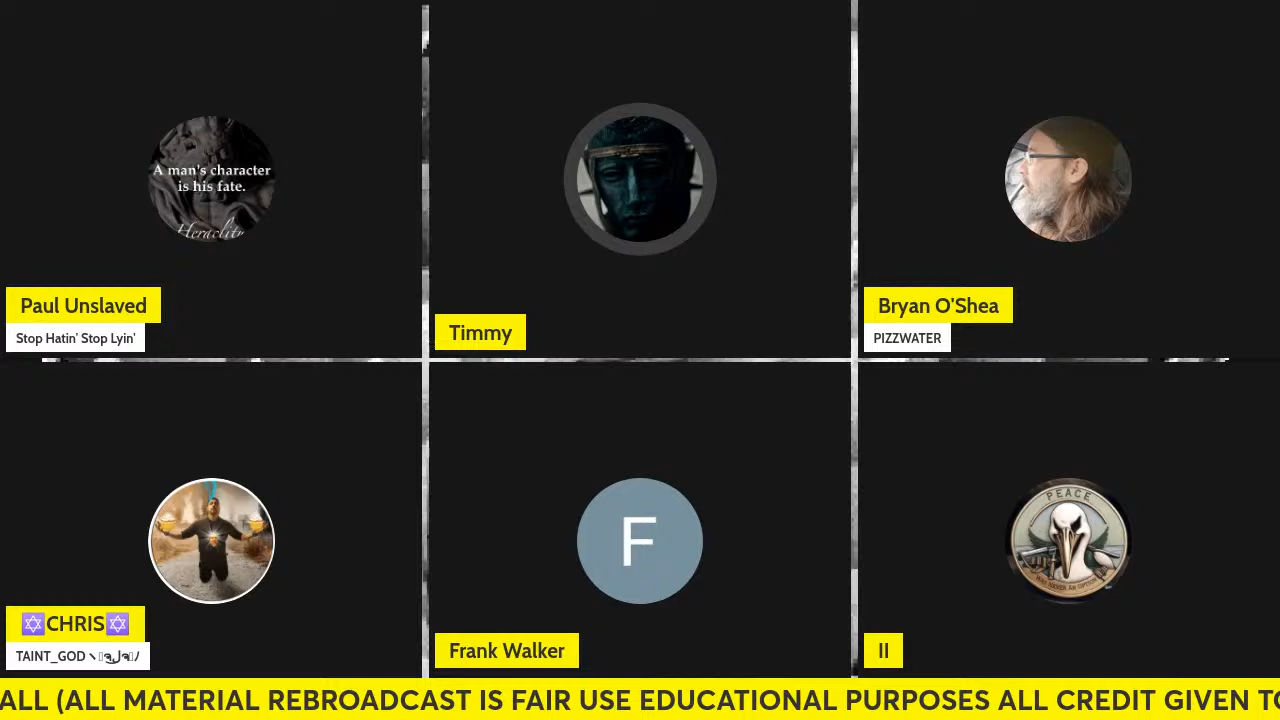 A man's character
is his fate.
Paul Unslaved
Stop Hatin' Stop Lyin'
Timmy
Bryan O'Shea
PIZZWATER
PEACE
✡CHRIS✡
TAINT_GOD
F
Frank Walker
II
ALL (ALL MATERIAL REBROADCAST IS FAIR USE EDUCATIONAL PURPOSES ALL CREDIT GIVEN TO